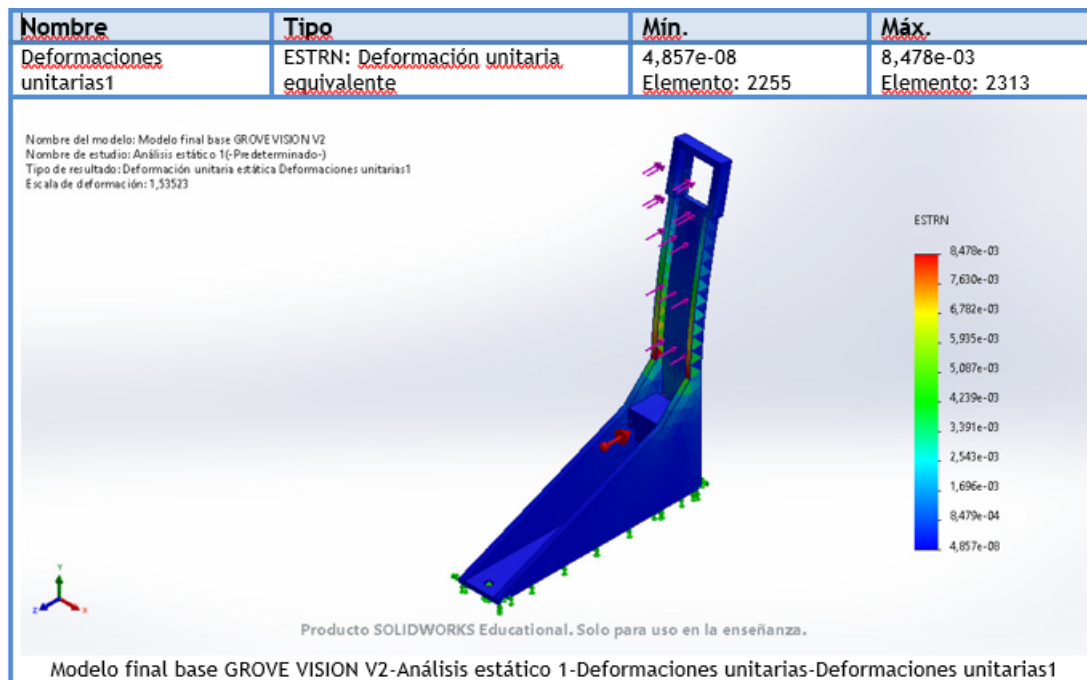 Nombre Tipo Mín. Máx.
Deformaciones unitarias1 ESTRN: Deformación unitaria equivalente 4,857e-08 Elemento: 2255 8,478e-03 Elemento: 2313
Nombre del modelo: Modelo final base GROVE VISION V2
Nombre de estudio: Análisis estático 1(-Predeterminado-)
Tipo de resultado: Deformación unitaria estática Deformaciones unitarias1
Escala de deformación: 1,53523
ESTRN
8,478e-03
7,630e-03
6,782e-03
5,935e-03
5,087e-03
4,239e-03
3,391e-03
2,543e-03
1,696e-03
8,479e-04
4,857e-08
Y
Z X
Producto SOLIDWORKS Educational. Solo para uso en la enseñanza.
Modelo final base GROVE VISION V2-Análisis estático 1-Deformaciones unitarias-Deformaciones unitarias1